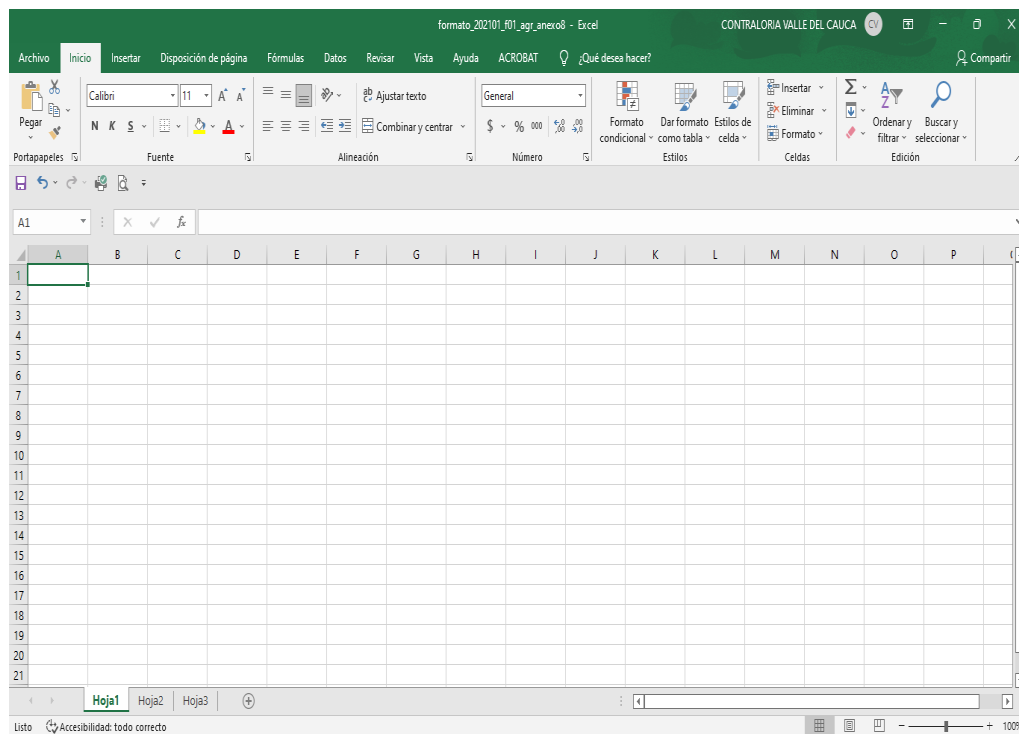 formato_202101_f01_agr_anexo8 - Excel CONTRALORIA VALLE DEL CAUCA CV
Archivo Inicio Insertar Disposición de página Fórmulas Datos Revisar Vista Ayuda ACROBAT ¿Qué desea hacer? Compartir
Pegar
Portapapeles
Calibri 11 A A
N K S A
Fuente
ab c Ajustar texto
Combinar y centrar
Alineación
General
$ % 000 ,00 ,00
Número
Formato condicional
Dar formato como tabla
Estilos de celda
Estilos
Insertar
Eliminar
Formato
Celdas
Σ
Ordenar y filtrar
Buscar y seleccionar
Edición
A1 fx
A B C D E F G H I J K L M N O P
1
2
3
4
5
6
7
8
9
10
11
12
13
14
15
16
17
18
19
20
21
Hoja1 Hoja2 Hoja3
Listo Accesibilidad: todo correcto 100%